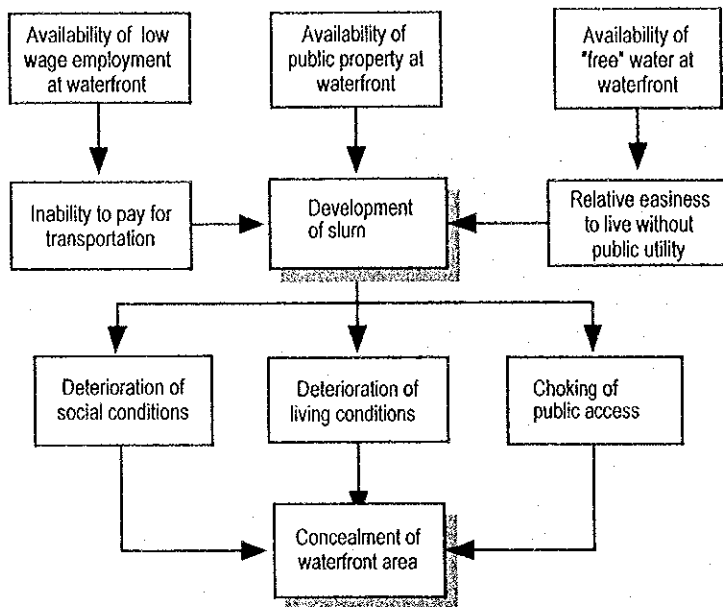 Availability of low
wage employment
at waterfront
Availability of
public property at
waterfront
Availability of
"free" water at
waterfront
Inability to pay for
transportation
Development
of slum
Relative easiness
to live without
public utility
Deterioration of
social conditions
Deterioration of
living conditions
Choking of
public access
Concealment of
waterfront area